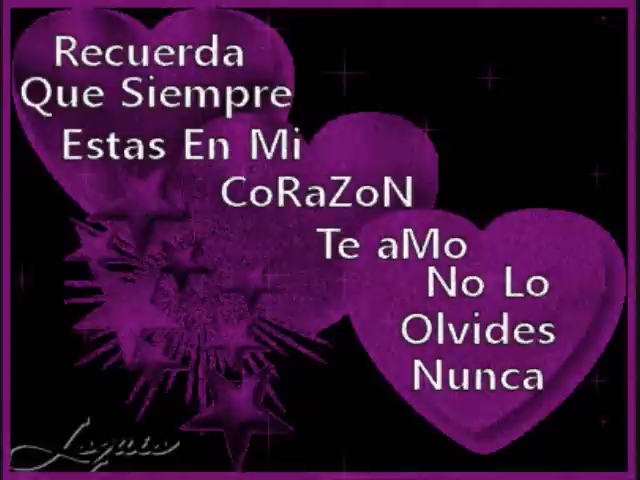 Recuerda
Que Siempre
Estas En Mi
CoRaZoN
Te aMo
No Lo
Olvides
Nunca